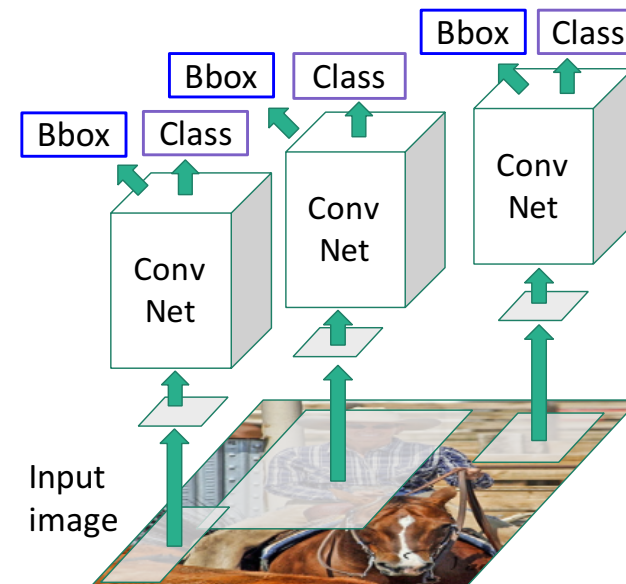 Bbox Class
Bbox Class
Bbox Class
Conv
Net
Conv
Net
Conv
Net
Input
image